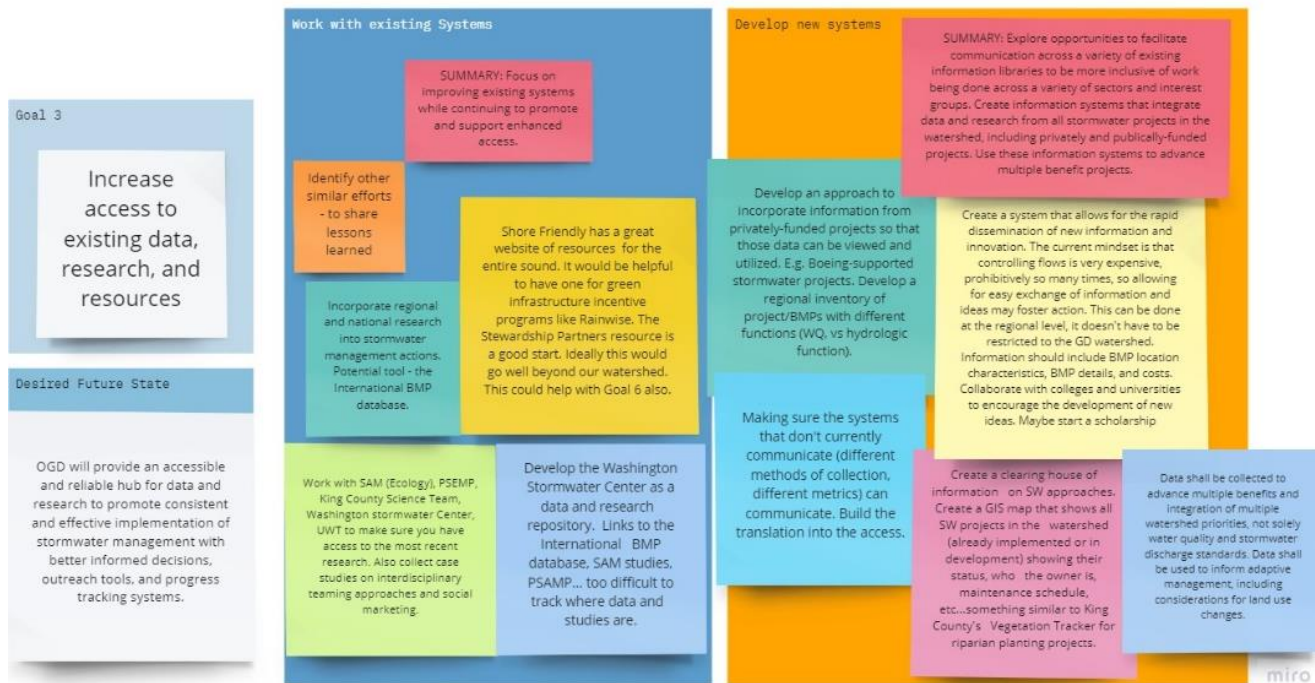 Goal 3
Increase
access to
existing data,
research, and
resources
Desired Future State
OGD will provide an accessible
and reliable hub for data and
research to promote consistent
and effective implementation of
stormwater management with
better informed decisions,
outreach tools, and progress
tracking systems.
Work with existing Systems
SUMMARY: Focus on
improving existing systems
while continuing to promote
and support enhanced
access.
Identify other
similar efforts
- to share
lessons
learned
Shore Friendly has a great
website of resources for the
entire sound. It would be helpful
to have one for green
infrastructure incentive
programs like Rainwise. The
Stewardship Partners resource is
a good start. Ideally this would
go well beyond our watershed.
This could help with Goal 6 also.
Incorporate regional
and national research
into stormwater
management actions.
Potential tool - the
International BMP
database.
Work with SAM (Ecology), PSEMP,
King County Science Team,
Washington stormwater Center,
UWT to make sure you have
access to the most recent
research. Also collect case
studies on interdisciplinary
teaming approaches and social
marketing.
Develop the Washington
Stormwater Center as a
data and research
repository. Links to the
International BMP
database, SAM studies,
PSAMP... too difficult to
track where data and
studies are.
Develop new systems
SUMMARY: Explore opportunities to facilitate
communication across a variety of existing
information libraries to be more inclusive of work
being done across a variety of sectors and interest
groups. Create information systems that integrate
data and research from all stormwater projects in the
watershed, including privately and publically-funded
projects. Use these information systems to advance
multiple benefit projects.
Develop an approach to
incorporate information from
privately-funded projects so that
those data can be viewed and
utilized. E.g. Boeing-supported
stormwater projects. Develop a
regional inventory of
project/BMPs with different
functions (WQ, vs hydrologic
function).
Create a system that allows for the rapid
dissemination of new information and
innovation. The current mindset is that
controlling flows is very expensive,
prohibitively so many times, so allowing
for easy exchange of information and
ideas may foster action. This can be done
at the regional level, it doesn't have to be
restricted to the GD watershed.
Information should include BMP location
characteristics, BMP details, and costs.
Collaborate with colleges and universities
to encourage the development of new
ideas. Maybe start a scholarship
Making sure the systems
that don't currently
communicate (different
methods of collection,
different metrics) can
communicate. Build the
translation into the access.
Create a clearing house of
information on SW approaches.
Create a GIS map that shows all
SW projects in the watershed
(already implemented or in
development) showing their
status, who the owner is,
maintenance schedule,
etc...something similar to King
County's Vegetation Tracker for
riparian planting projects.
Data shall be collected to
advance multiple benefits and
integration of multiple
watershed priorities, not solely
water quality and stormwater
discharge standards. Data shall
be used to inform adaptive
management, including
considerations for land use
changes.
miro